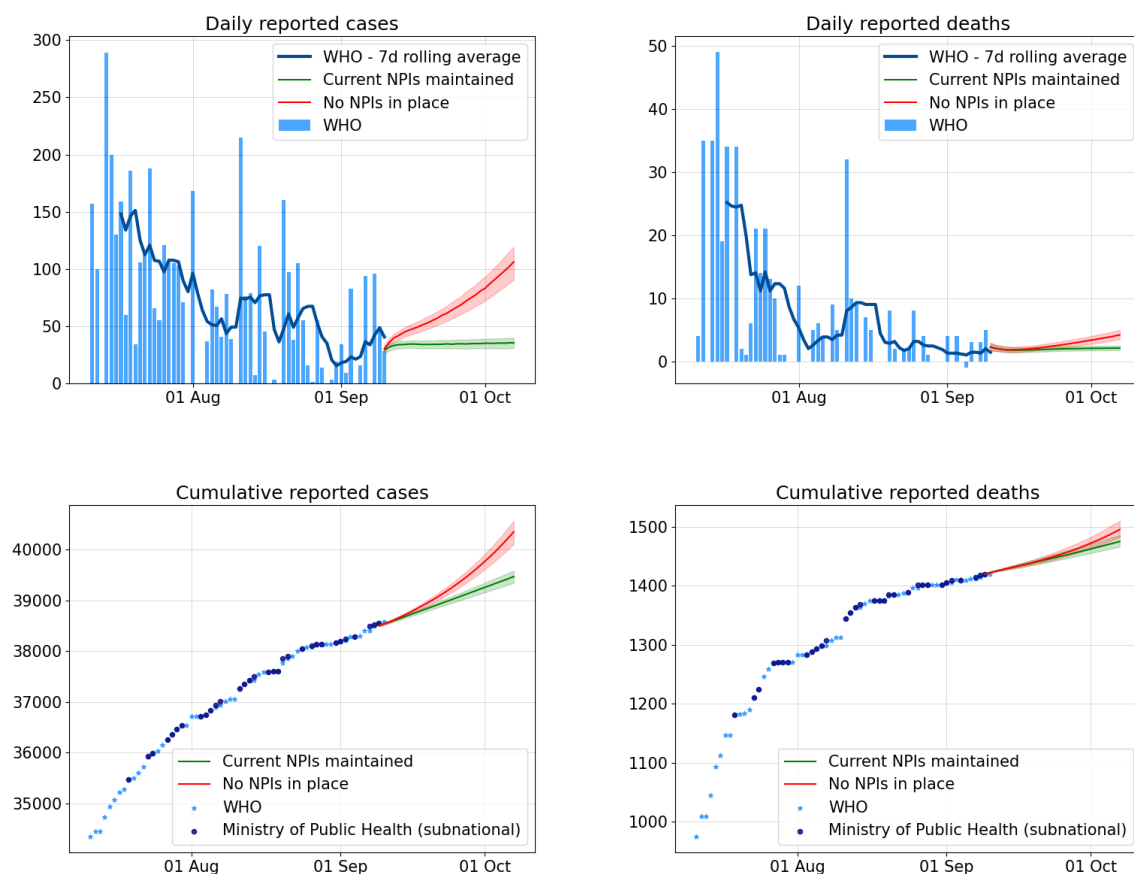 Daily reported cases
300
250
200
150
100
50
0
WHO - 7d rolling average
Current NPIs maintained
No NPIs in place
WHO
01 Aug
01 Sep
01 Oct
Daily reported deaths
50
40
30
20
10
0
WHO - 7d rolling average
Current NPIs maintained
No NPIs in place
WHO
01 Aug
01 Sep
01 Oct
Cumulative reported cases
40000
39000
38000
37000
36000
35000
Current NPIs maintained
No NPIs in place
WHO
Ministry of Public Health (subnational)
01 Aug
01 Sep
01 Oct
Cumulative reported deaths
1500
1400
1300
1200
1100
1000
Current NPIs maintained
No NPIs in place
WHO
Ministry of Public Health (subnational)
01 Aug
01 Sep
01 Oct